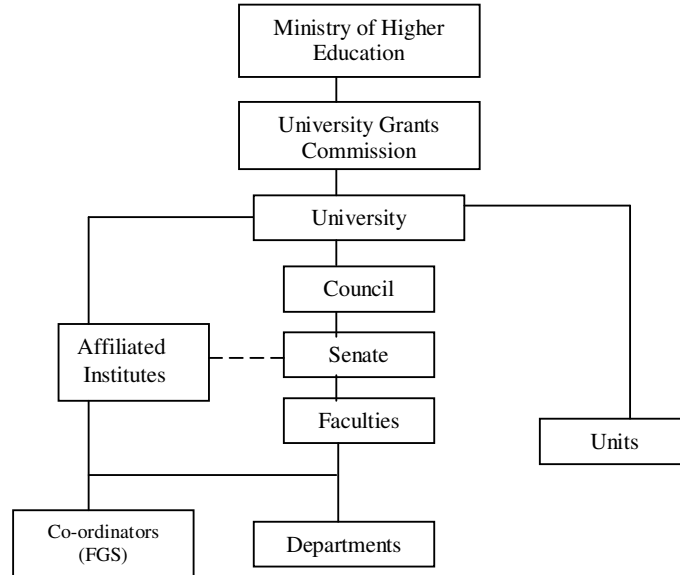 Ministry of Higher
Education
University Grants
Commission
University
Council
Affiliated
Institutes
Senate
Faculties
Units
Co-ordinators
(FGS)
Departments